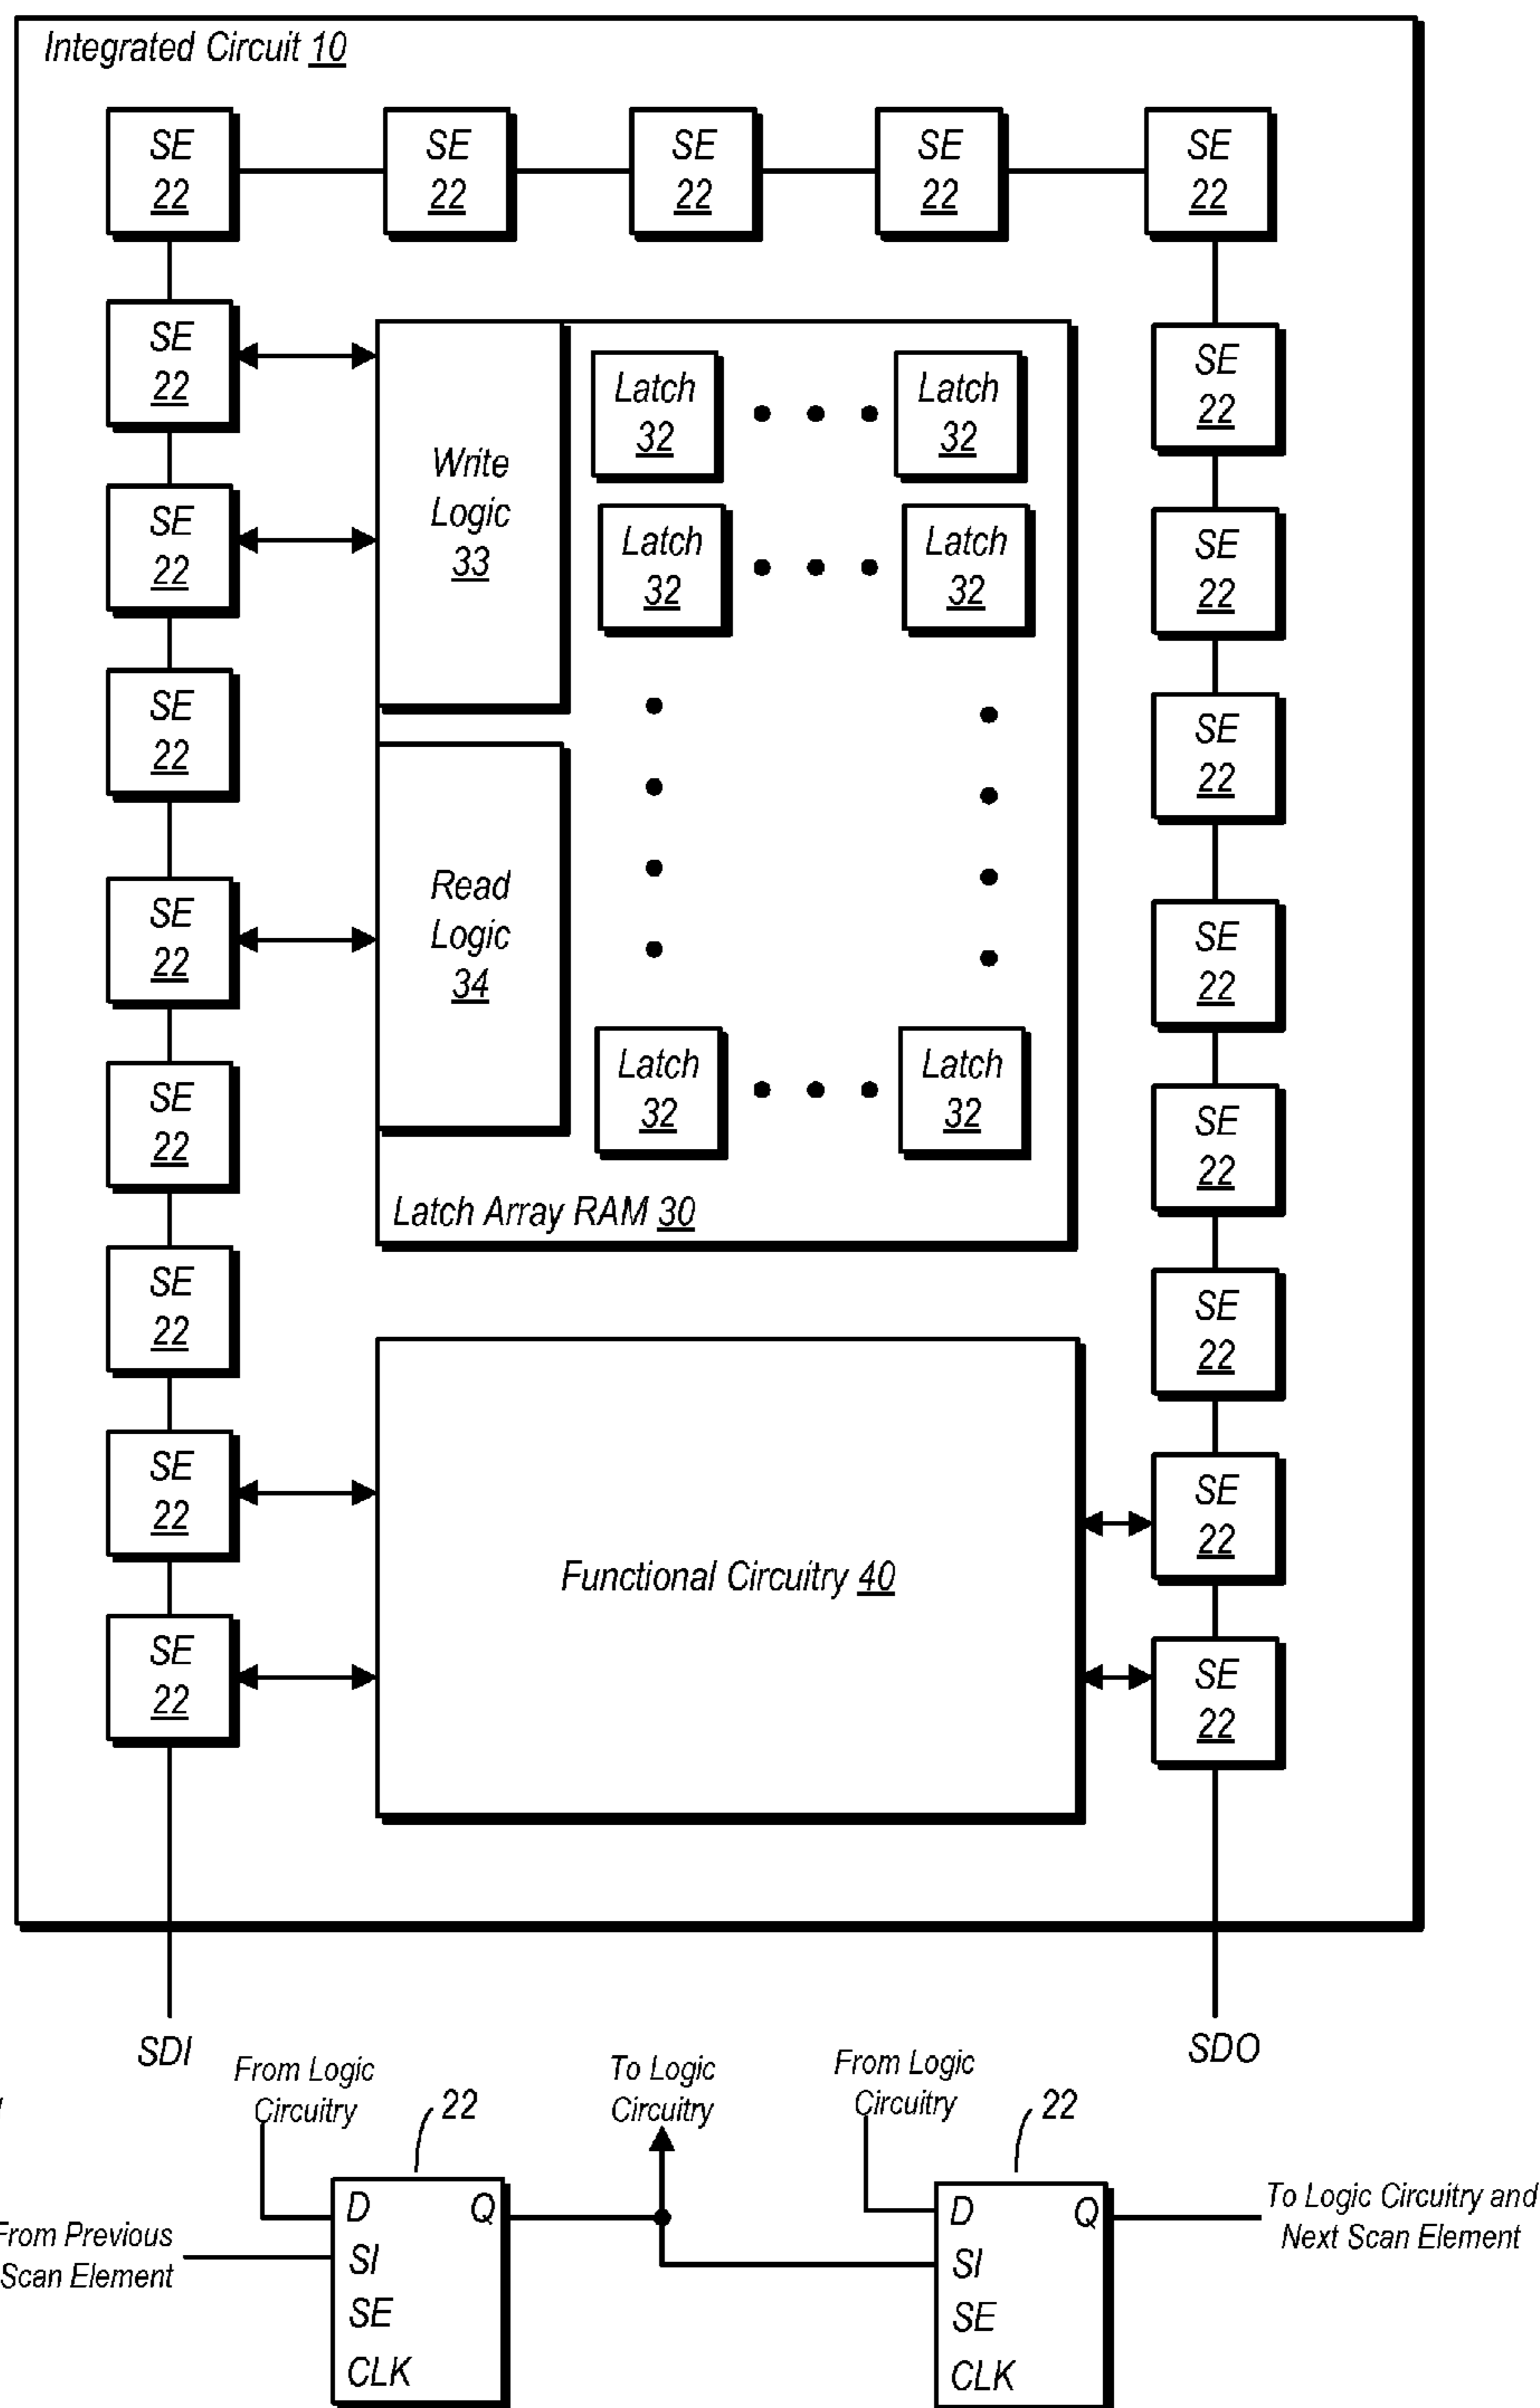 Integrated Circuit 10
SE
22
SE
22
SE
22
SE
22
SE
22
SE
22
SE
22
SE
22
SE
22
SE
22
SE
22
SE
22
SE
22
Write
Logic
33
Read
Logic
34
Latch
32
Latch
32
Latch
32
Latch
32
Latch
32
Latch
32
Latch Array RAM 30
Functional Circuitry 40
SE
22
SE
22
SE
22
SE
22
SE
22
SE
22
SE
22
SE
22
SDI
SDO
From Logic
Circuitry
22
To Logic
Circuitry
From Logic
Circuitry
22
From Previous
Scan Element
D
Q
SI
SE
CLK
D
Q
SI
SE
CLK
To Logic Circuitry and
Next Scan Element